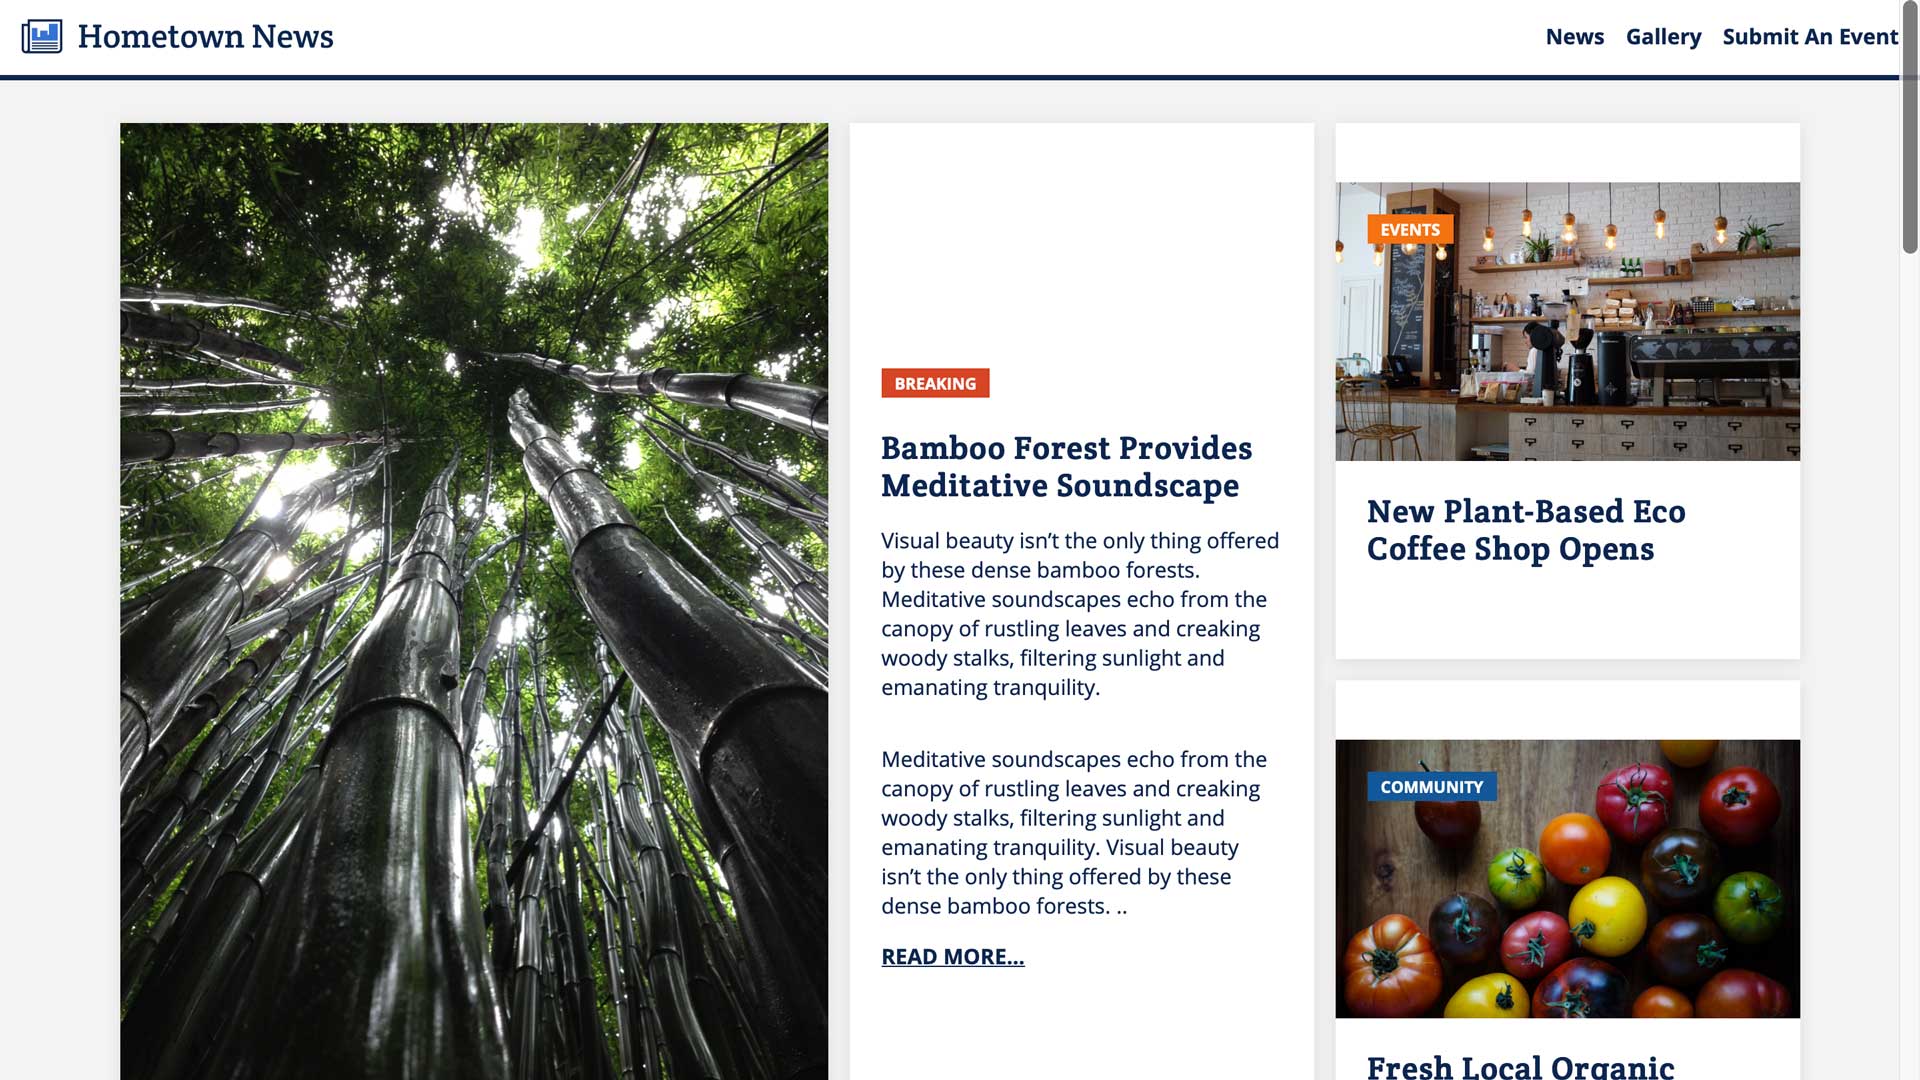 Hometown News
News Gallery Submit An Event
BREAKING
Bamboo Forest Provides
Meditative Soundscape
Visual beauty isn’t the only thing offered
by these dense bamboo forests.
Meditative soundscapes echo from the
canopy of rustling leaves and creaking
woody stalks, filtering sunlight and
emanating tranquility.
Meditative soundscapes echo from the
canopy of rustling leaves and creaking
woody stalks, filtering sunlight and
emanating tranquility. Visual beauty
isn’t the only thing offered by these
dense bamboo forests. ..
READ MORE...
EVENTS
New Plant-Based Eco
Coffee Shop Opens
COMMUNITY
Fresh Local Organic